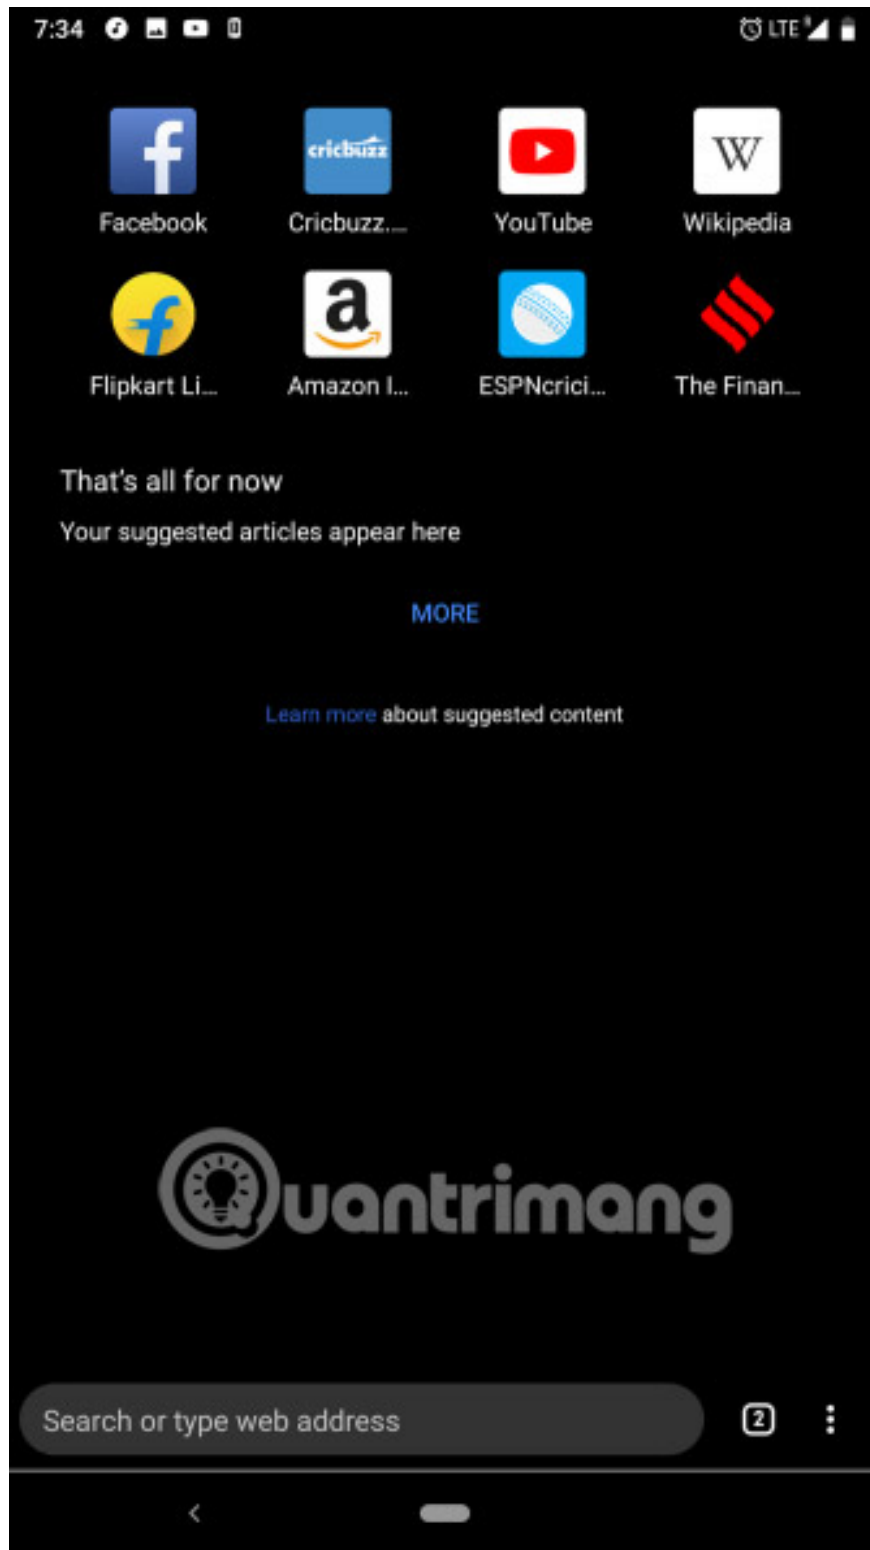 7:34 LTE
cricbuzz
W
Facebook Cricbuzz.... YouTube Wikipedia
a
Flipkart Li... Amazon I... ESPNcrici... The Finan...
That's all for now
Your suggested articles appear here
MORE
Learn more about suggested content
Quantrimang
Search or type web address 2